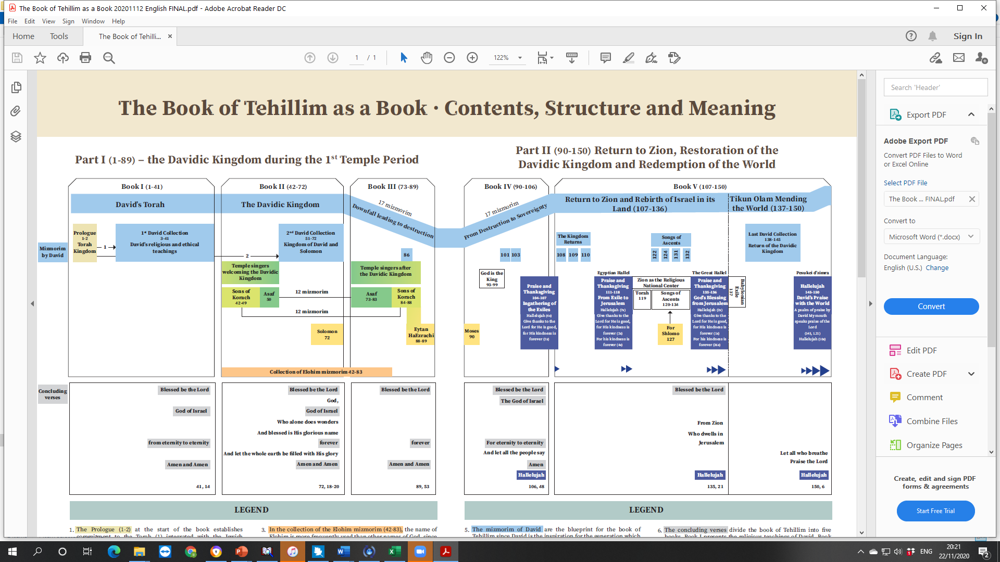 The Book of Tehillim as a Book 20201112 English FINAL.pdf - Adobe Acrobat Reader DC
File Edit View Sign Window Help
Home Tools The Book of Tehilli... × Sign In
1 / 1 122%
The Book of Tehillim as a Book · Contents, Structure and Meaning
Part I (1-89) – the Davidic Kingdom during the 1st Temple Period
Part II (90-150) Return to Zion, Restoration of the
Davidic Kingdom and Redemption of the World
Book I (1-41)
Book II (42-72)
Book III (73-89)
Book IV (90-106)
Book V (107-150)
David's Torah
The Davidic Kingdom
17 mizmorim
Downfall leading to destruction
17 mizmorim
From Destruction to Sovereignty
Return to Zion and Rebirth of Israel in its
Land (107-136)
Tikun Olam Mending
the World (137-150)
Mizmorim
by David
Prologue
1-2
Torah
Kingdom
1
1st David Collection
3-41
David's religious and ethical
teachings
2
2nd David Collection
51-72
Kingdom of David and
Solomon
86
101 103
The Kingdom
Returns
108 109 110
Songs of
Ascents
122 124 131 132
Last David Collection
138-145
Return of the Davidic
Kingdom
Temple singers
welcoming the Davidic
Kingdom
Temple singers after
the Davidic Kingdom
Sons of
Korach
42-49
Asaf
50
12 mizmorim
12 mizmorim
Asaf
73-83
Sons of
Korach
84-88
Solomon
72
Eytan
HaEzrachi
88-89
Collection of Elohim mizmorim 42-83
God is the
King
93-99
Moses
90
Praise and
Thanksgiving
104-107
Ingathering of
the Exiles
Hallelujah (4x)
Give thanks to the
Lord for He is good,
for His kindness is
forever (2x)
Egyptian Hallel
Praise and
Thanksgiving
111-118
From Exile to
Jerusalem
Hallelujah (7x)
Give thanks to the
Lord for He is good,
for His kindness is
forever (2x)
For his kindness is
forever (4x)
Zion as the Religious
National Center
Torah
119
Songs of
Ascents
120-134
For
Shlomo
127
The Great Hallel
Praise and
Thanksgiving
135-136
God's Blessing
from Jerusalem
Hallelujah (2x)
Give thanks to the
Lord for He is good,
for His kindness is
forever (1x)
For his kindness is
forever (26x)
Babylonian
Exile
137
Pesukei d'zimra
Hallelujah
145-150
David's Praise
with the World
A psalm of praise by
David My mouth
speaks praise of the
Lord
(145, 1.21)
Hallelujah (10x)
Concluding
verses
Blessed be the Lord
God of Israel
from eternity to eternity
Amen and Amen
41, 14
Blessed be the Lord
God,
God of Israel
Who alone does wonders
And blessed is His glorious name
forever
And let the whole earth be filled with His glory
Amen and Amen
72, 18-20
Blessed be the Lord
forever
Amen and Amen
89, 53
Blessed be the Lord
The God of Israel
For eternity to eternity
And let all the people say
Amen
Hallelujah
106, 48
Blessed be the Lord
From Zion
Who dwells in
Jerusalem
Hallelujah
135, 21
Let all who breathe
Praise the Lord
Hallelujah
150, 6
LEGEND
LEGEND
1. The Prologue (1-2) at the start of the book establishes
commitment to the Torah (1) integrated with the Jewish
3. In the collection of the Elohim mizmorim (42-83), the name of
Elohim is more frequently used than other names of God, since
5. The mizmorim of David are the blueprint for the book of
Tehillim since David is the inspiration for the generation which
6. The concluding verses divide the book of Tehillim into five
books. Book I presents the religious teachings of David. Book
Search 'Header'
Export PDF
Adobe Export PDF
Convert PDF Files to Word
or Excel Online
Select PDF File
The Book ... FINAL.pdf
Convert to
Microsoft Word (*.docx)
Document Language:
English (U.S.) Change
Convert
Edit PDF
Create PDF
Comment
Combine Files
Organize Pages
Create, edit and sign PDF
forms & agreements
Start Free Trial
ENG
20:21
22/11/2020
2